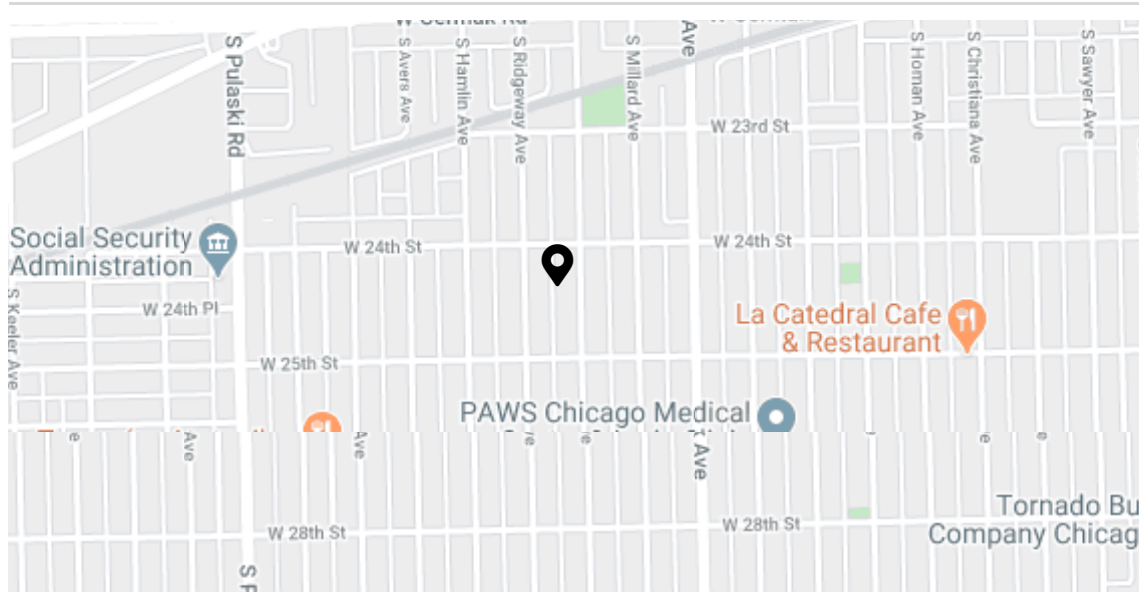 S Pulaski Rd
S Avers Ave
S Hamlin Ave
S Ridgeway Ave
S Millard Ave
Ave
S Homan Ave
S Christiana Ave
S Sawyer Ave
W 23rd St
Social Security
Administration
W 24th St
W 24th St
S Keeler Ave
W 24th Pl
La Catedral Cafe
& Restaurant
W 25th St
PAWS Chicago Medical
Ave
Ave
Ave
W 28th St
W 28th St
Tornado Bu
Company Chicag